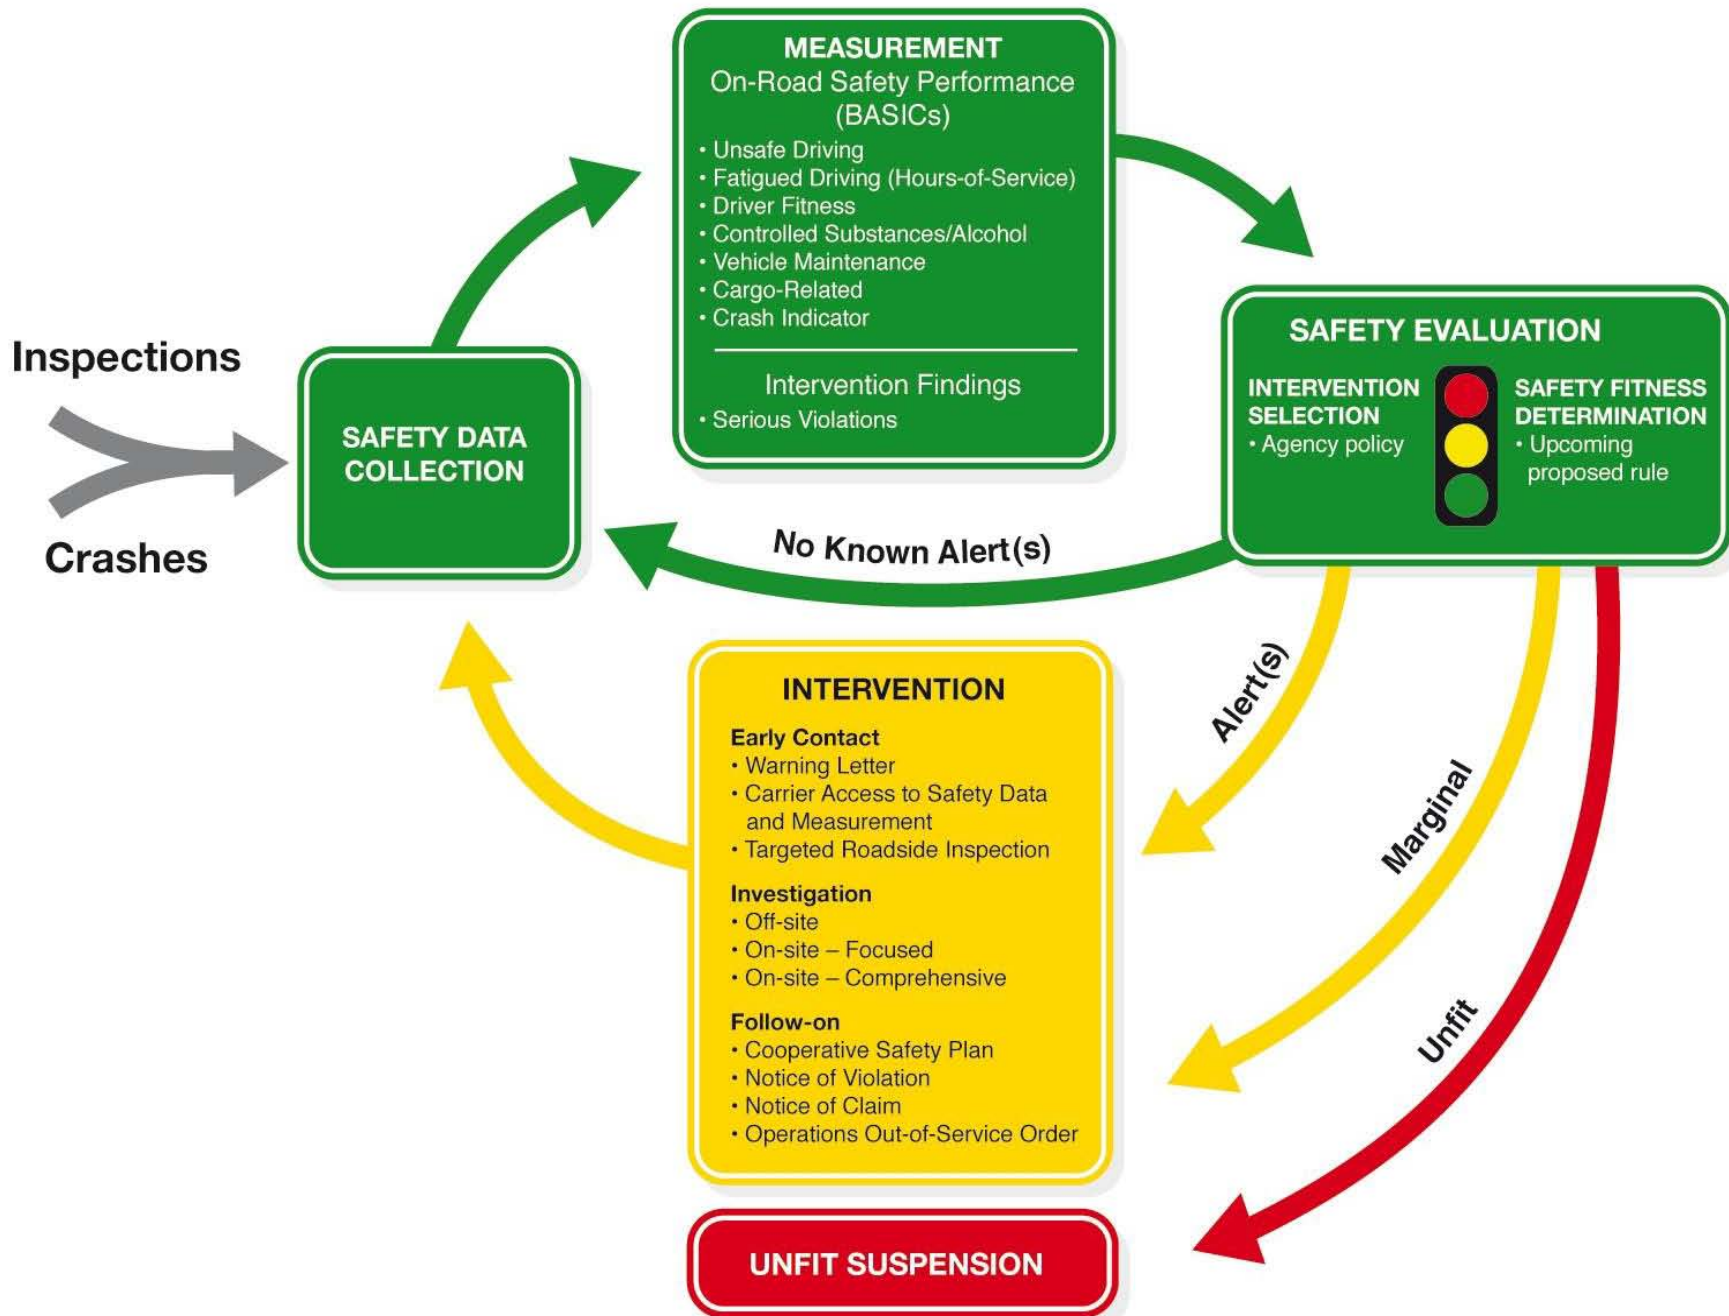 MEASUREMENT
On-Road Safety Performance
(BASICs)
• Unsafe Driving
• Fatigued Driving (Hours-of-Service)
• Driver Fitness
• Controlled Substances/Alcohol
• Vehicle Maintenance
• Cargo-Related
• Crash Indicator
Intervention Findings
• Serious Violations
Inspections
Crashes
SAFETY DATA
COLLECTION
SAFETY EVALUATION
INTERVENTION
SELECTION
• Agency policy
SAFETY FITNESS
DETERMINATION
• Upcoming
proposed rule
No Known Alert(s)
Alert(s)
Marginal
Unfit
INTERVENTION
Early Contact
• Warning Letter
• Carrier Access to Safety Data
and Measurement
• Targeted Roadside Inspection
Investigation
• Off-site
• On-site – Focused
• On-site – Comprehensive
Follow-on
• Cooperative Safety Plan
• Notice of Violation
• Notice of Claim
• Operations Out-of-Service Order
UNFIT SUSPENSION